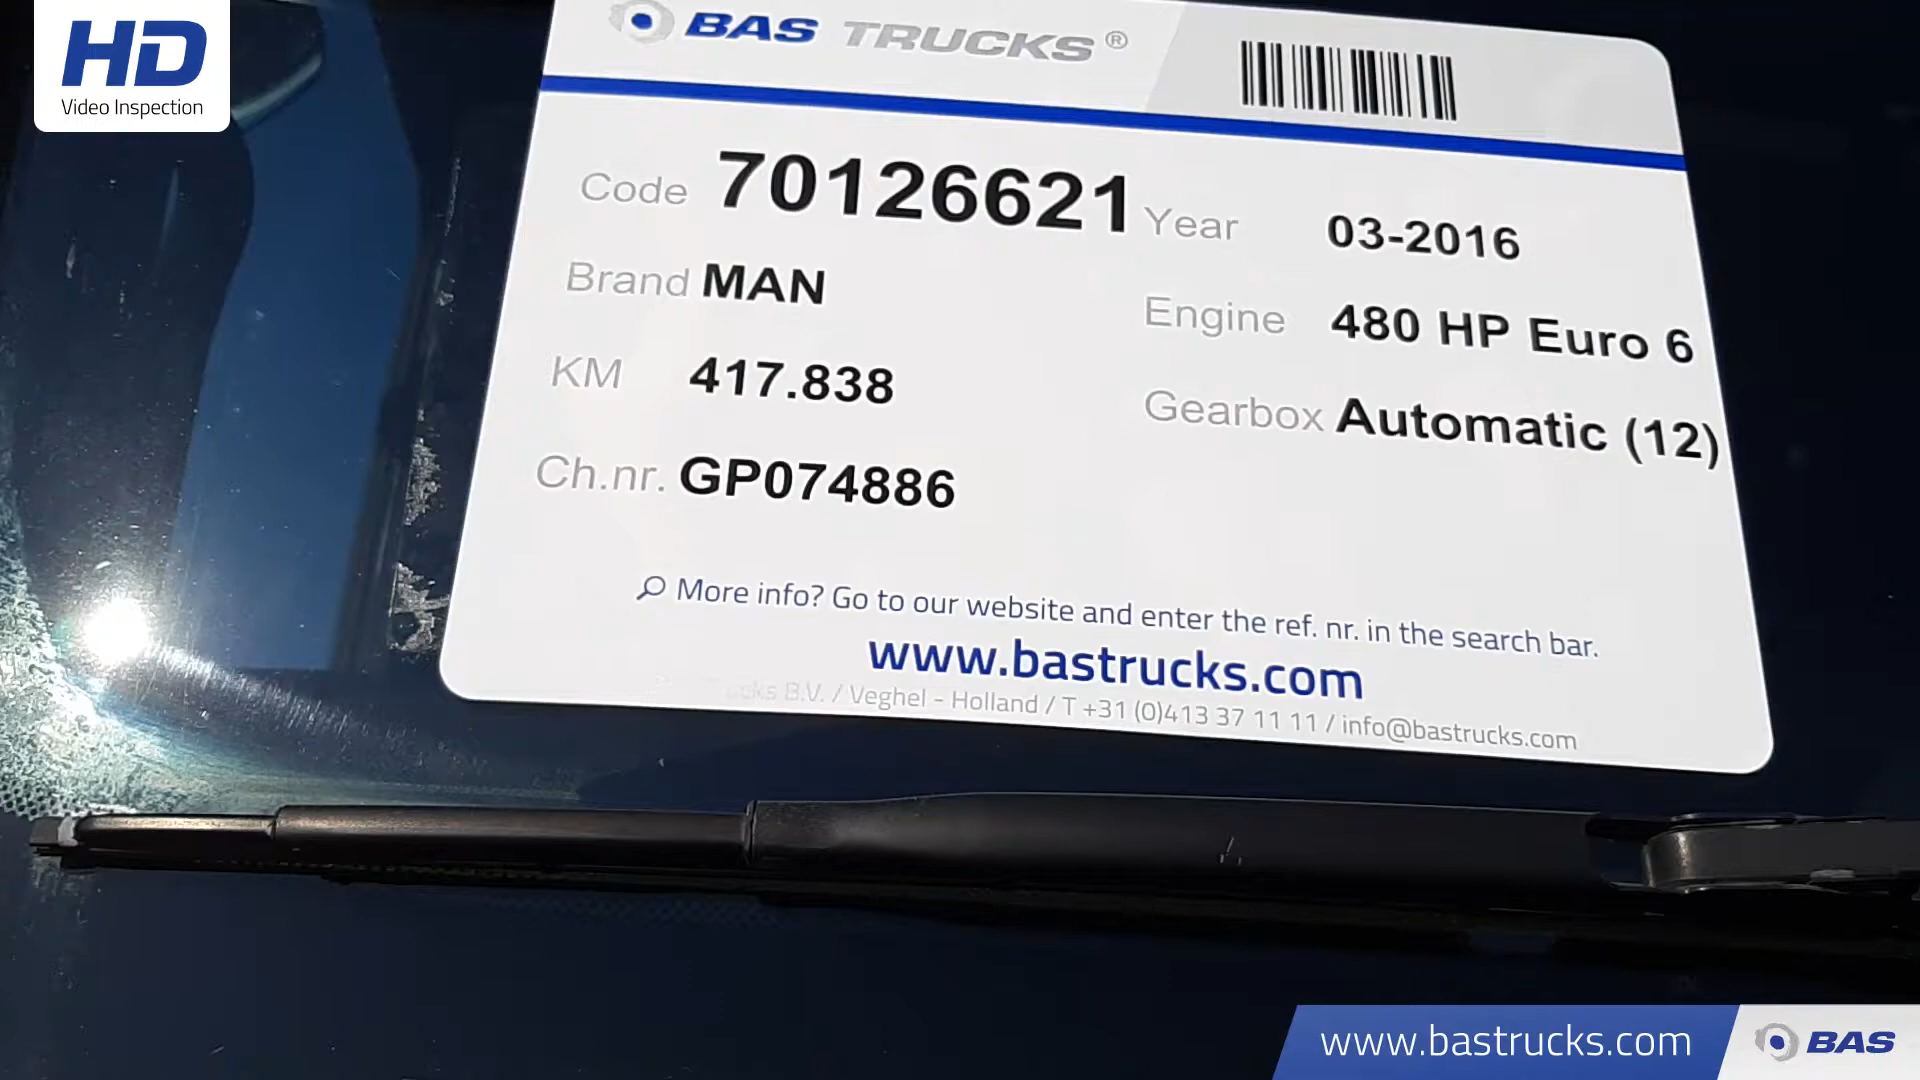 HD
Video Inspection
BAS TRUCKS®
Code 70126621
Year 03-2016
Brand MAN
Engine 480 HP Euro 6
KM 417.838
Gearbox Automatic (12)
Ch.nr. GP074886
More info? Go to our website and enter the ref. nr. in the search bar.
www.bastrucks.com
B.V. / Veghel - Holland / T +31 (0)413 37 11 11 / info@bastrucks.com
www.bastrucks.com
BAS